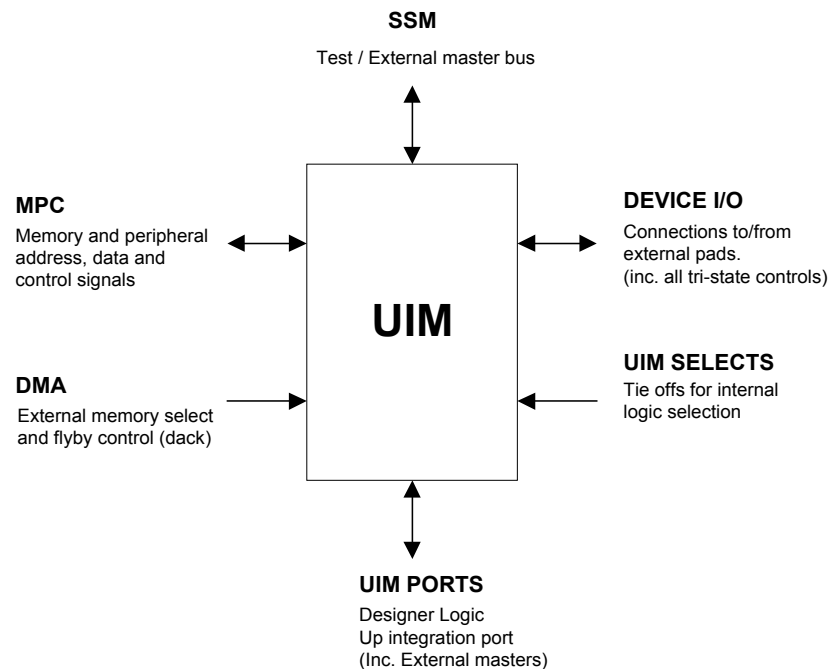 SSM
Test / External master bus
MPC
Memory and peripheral
address, data and
control signals
DEVICE I/O
Connections to/from
external pads.
(inc. all tri-state controls)
UIM
DMA
External memory select
and flyby control (dack)
UIM SELECTS
Tie offs for internal
logic selection
UIM PORTS
Designer Logic
Up integration port
(Inc. External masters)